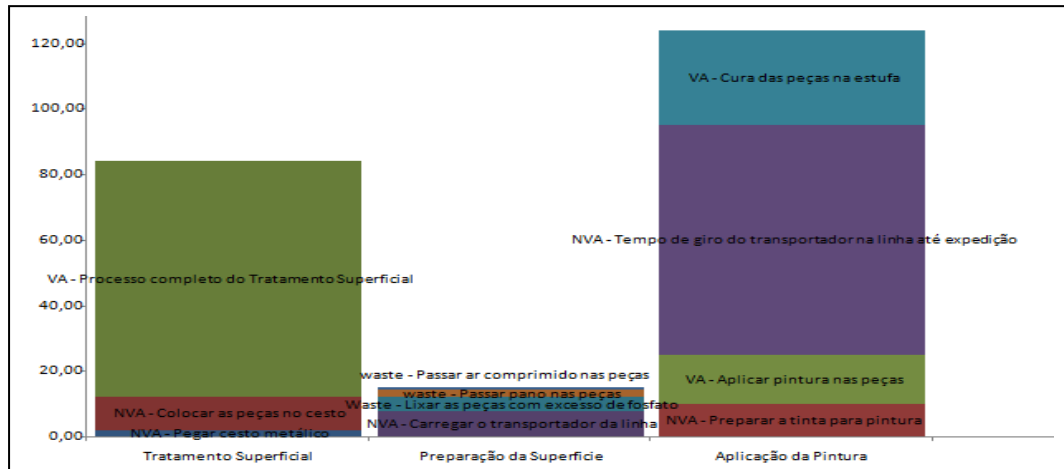 120,00
100,00
80,00
60,00
40,00
20,00
0,00
VA - Processo completo do Tratamento Superficial
NVA - Colocar as peças no cesto
NVA - Pegar cesto metálico
waste - Passar ar comprimido nas peças
waste - Passar pano nas peças
Waste - Lixar as peças com excesso de fosfato
NVA - Carregar o transportador da linha
VA - Cura das peças na estufa
NVA - Tempo de giro do transportador na linha até expedição
VA - Aplicar pintura nas peças
NVA - Preparar a tinta para pintura
Tratamento Superficial
Preparação da Superficie
Aplicação da Pintura